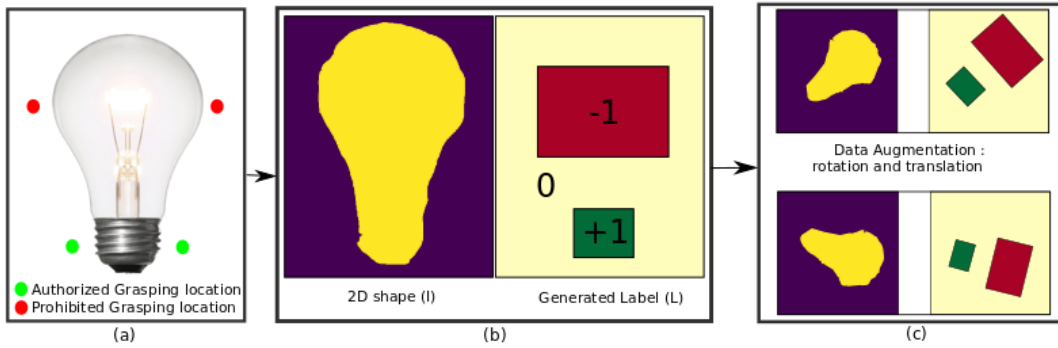 Authorized Grasping location
Prohibited Grasping location
(a)
-1
0
+1
2D shape (I)
Generated Label (L)
(b)
Data Augmentation :
rotation and translation
(c)